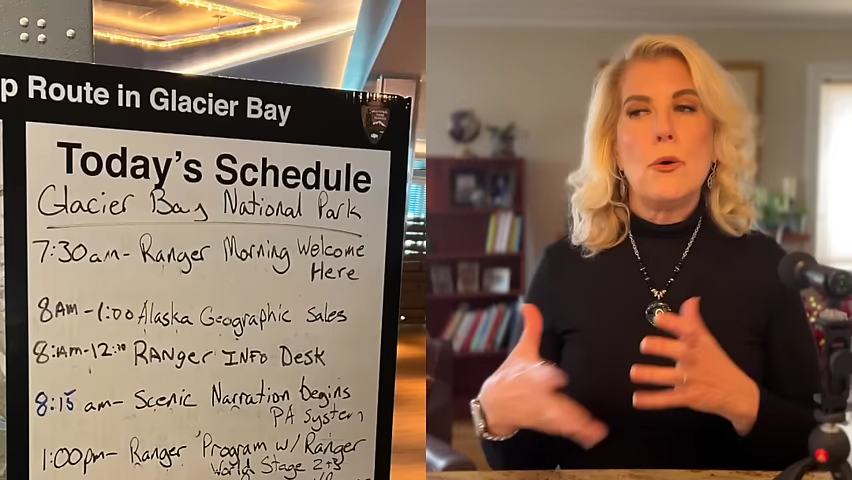 p Route in Glacier Bay
Today's Schedule
Glacier Bay National Park
7:30am- Ranger Morning Welcome
Here
8AM-1:00 Alaska Geographic Sales
8:AM-12:30 RANger INFO Desk
8:15 am- Scenic Narration begins
PA System
1:00pm- Ranger Program w/ Ranger
World Stage 2+3